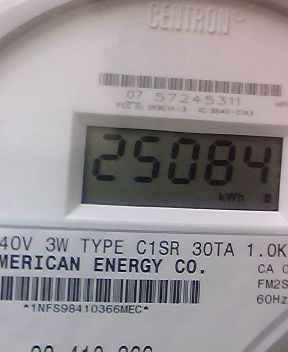 CENTRON®
07 57245311
25084
kWh
40V 3W TYPE C1SR 30TA 1.0K
MERICAN ENERGY CO.
CA 0
FM2S
60Hz
*1NFS98410366MEC*